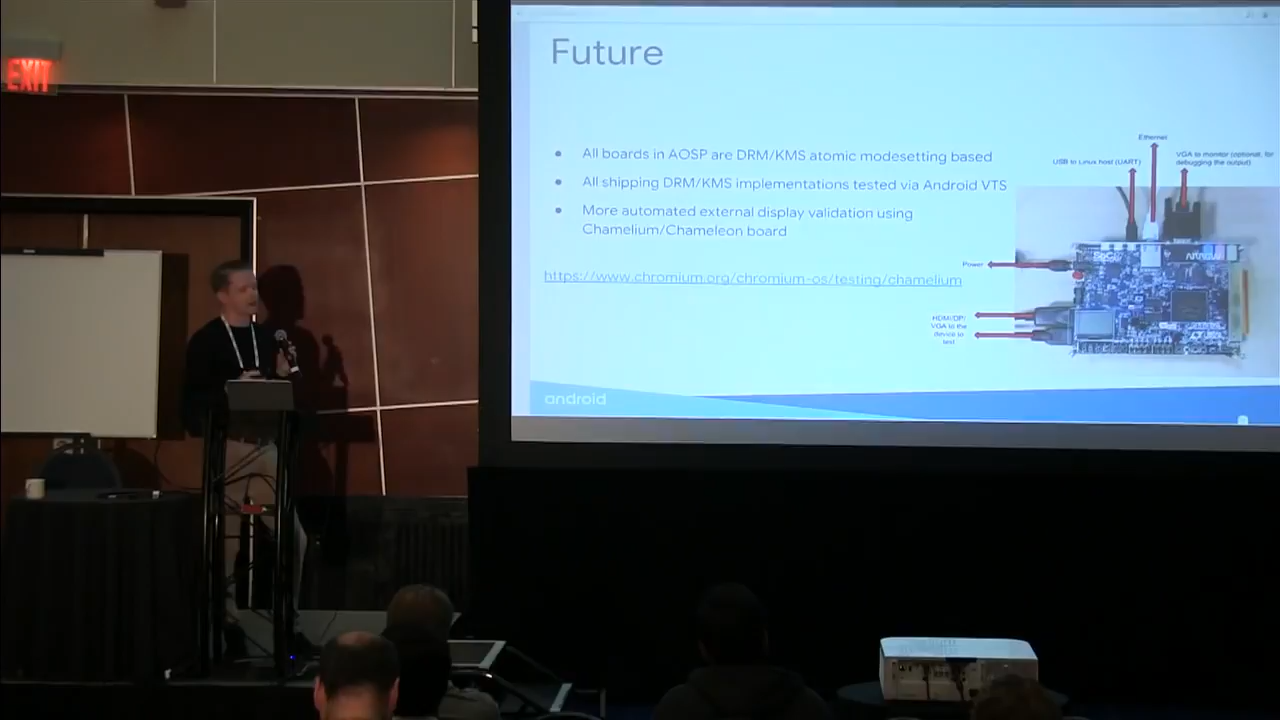 EXIT
Future
All boards in AOSP are DRM/KMS atomic modesetting based
All shipping DRM/KMS implementations tested via Android VTS
More automated external display validation using
Chamelium/Chameleon board
https://www.chromium.org/chromium-os/testing/chamelium
Ethernet
USB to Linux host (UART)
VGA to monitor (optional, for
debugging the output)
Power
HDMI/DP/
VGA to the
device to
test
android